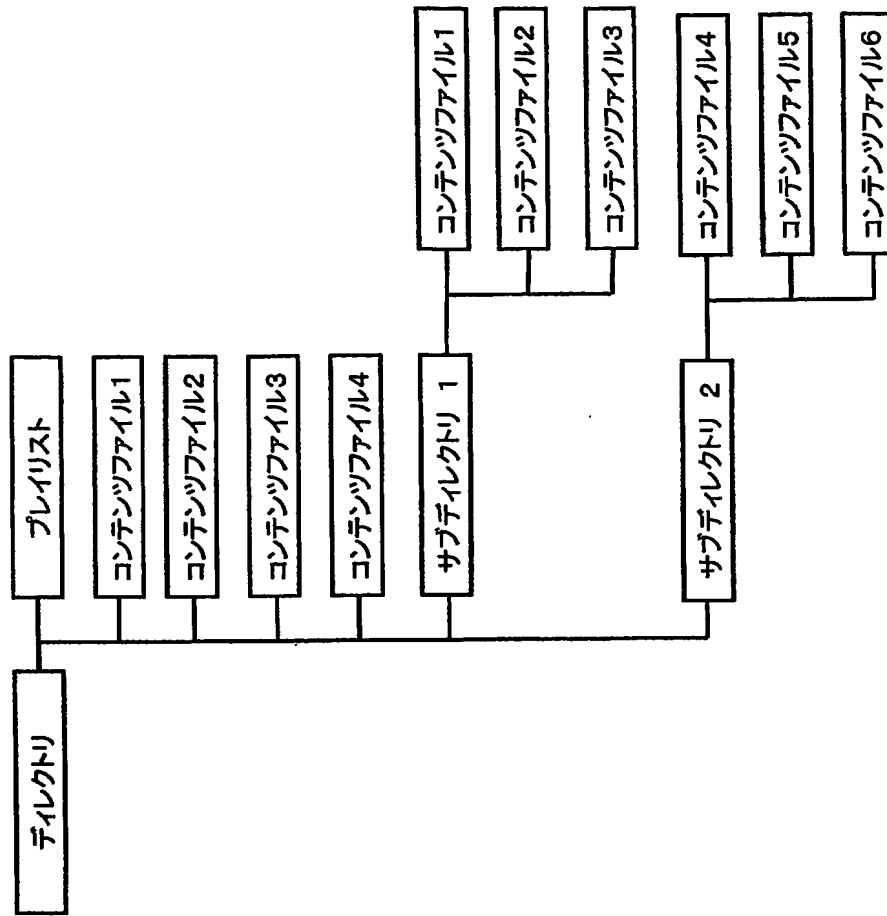 ディレクトリ
プレイリスト
コンテンツファイル1
コンテンツファイル2
コンテンツファイル3
コンテンツファイル4
サブディレクトリ 1
コンテンツファイル1
コンテンツファイル2
コンテンツファイル3
サブディレクトリ 2
コンテンツファイル4
コンテンツファイル5
コンテンツファイル6